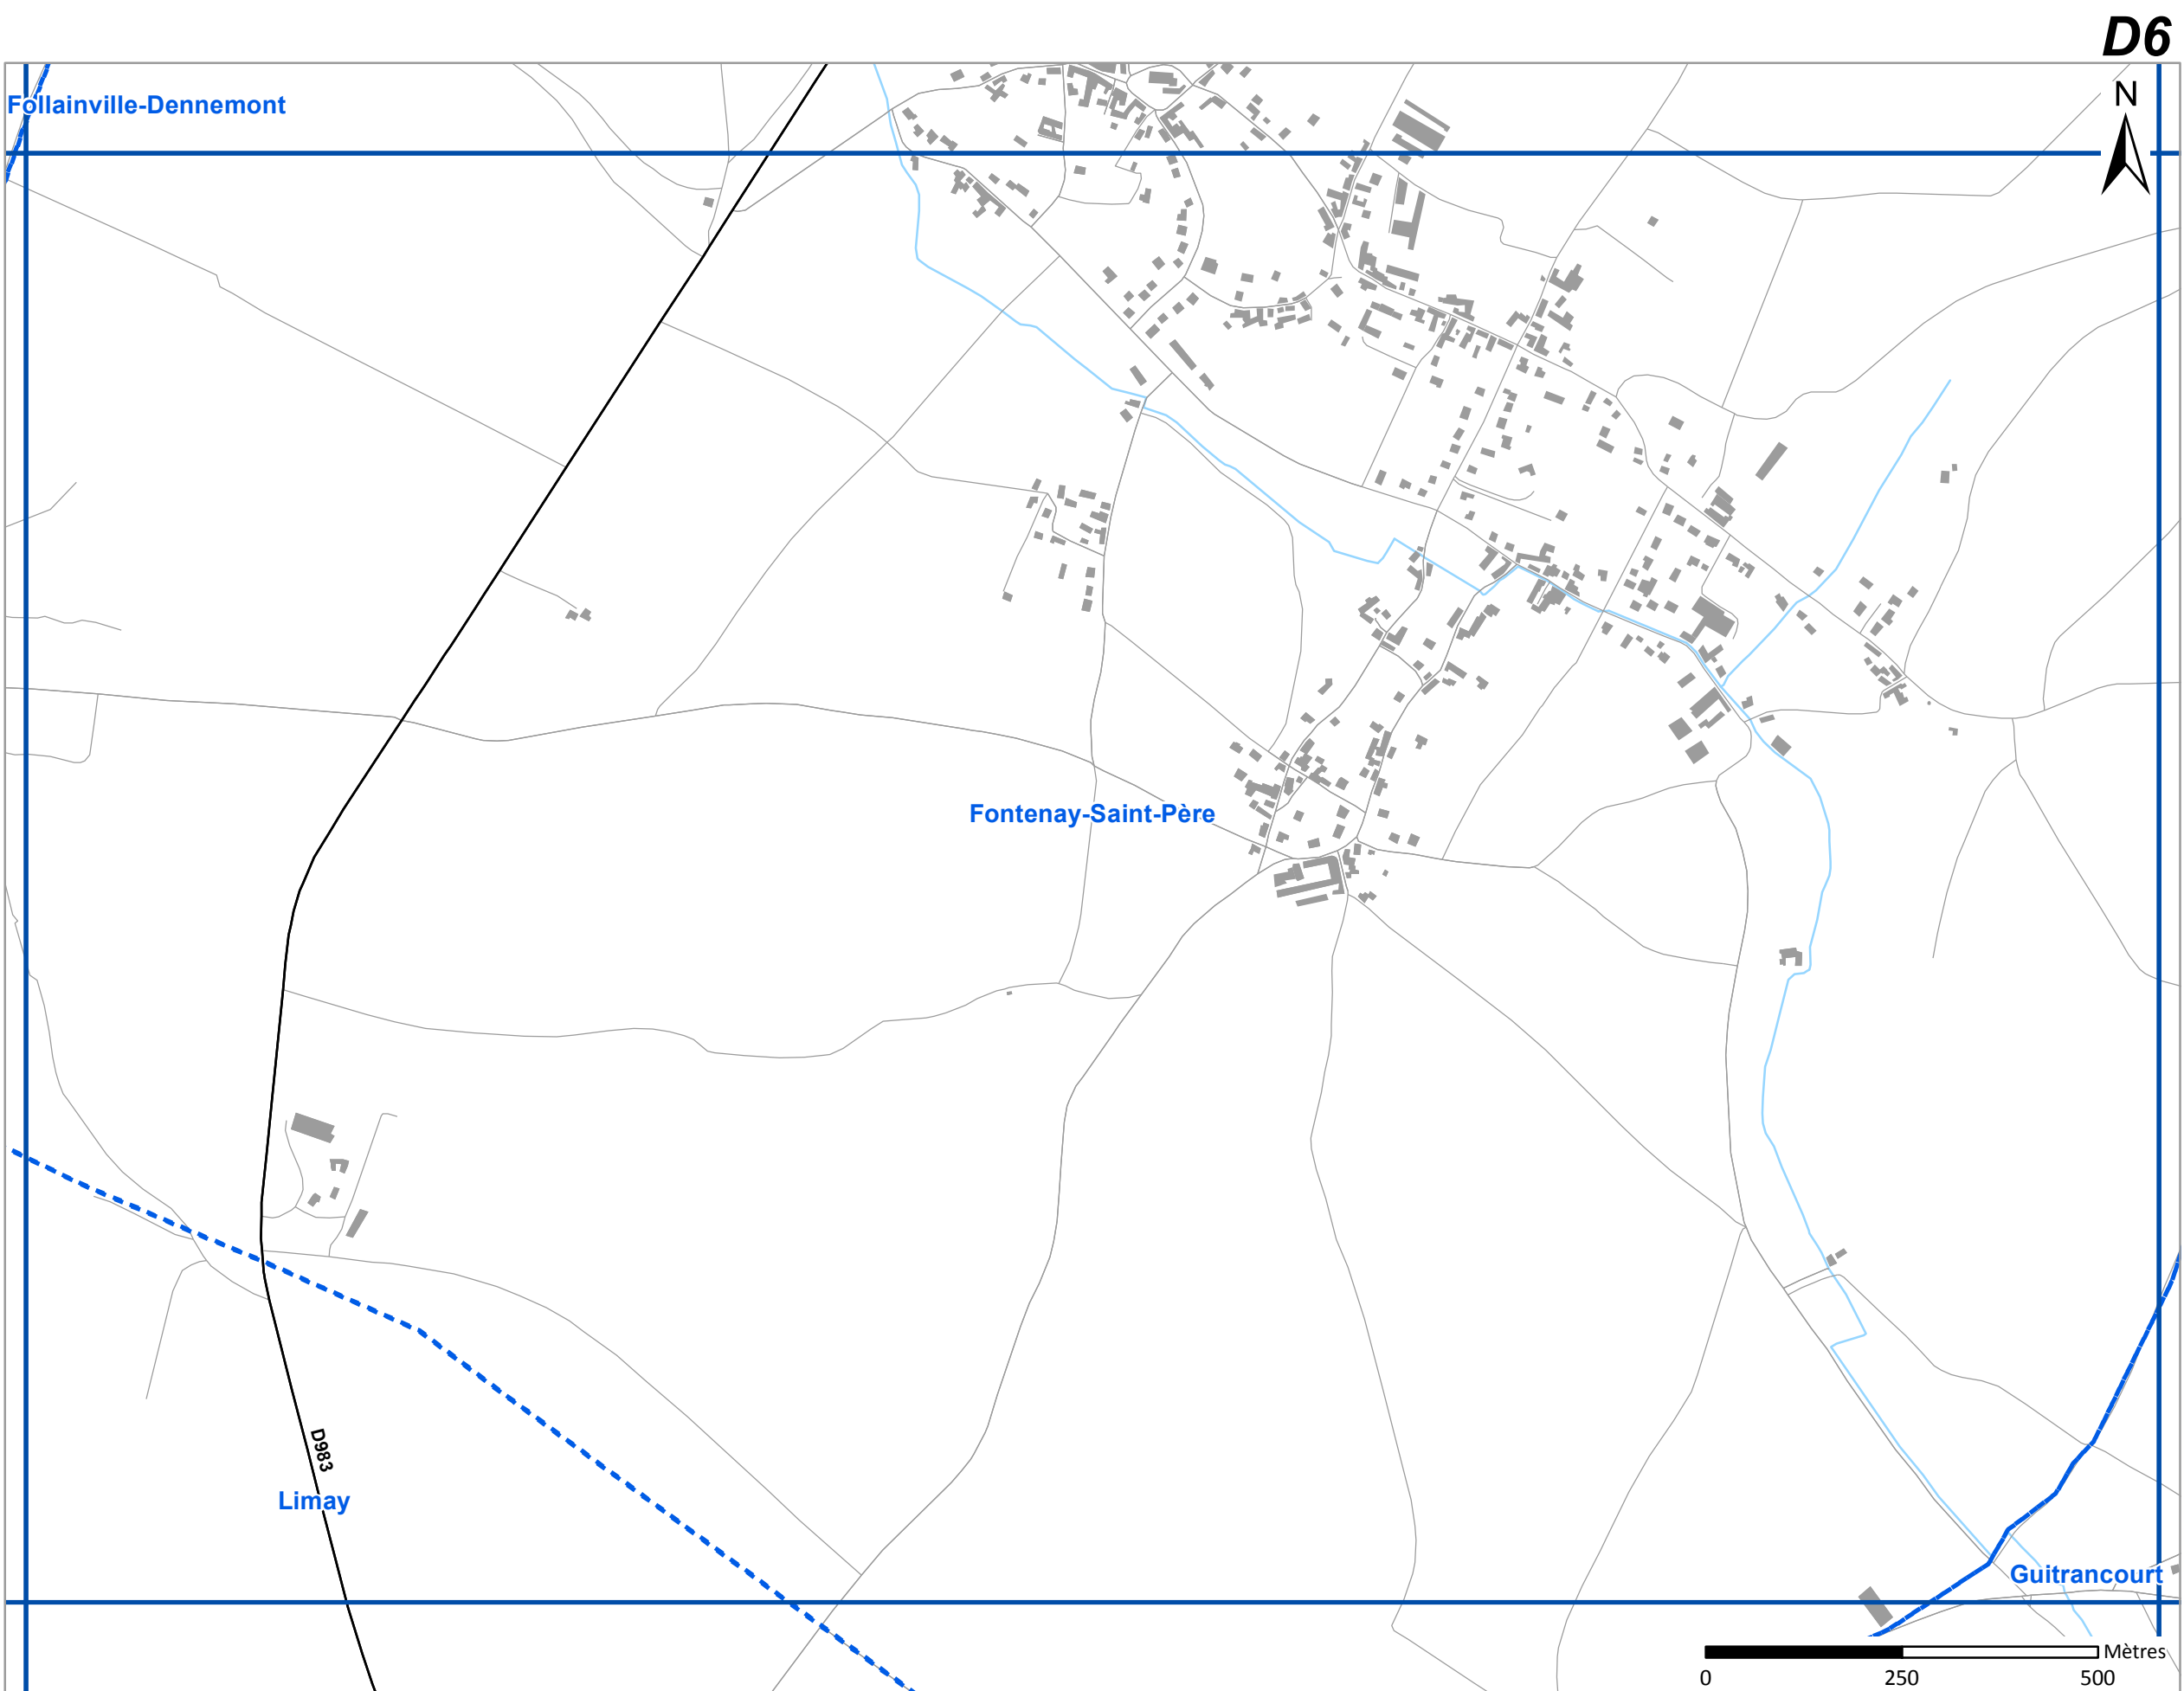 D6
Follainville-Dennemont
N
Fontenay-Saint-Père
D983
Limay
Guitrancourt
Mètres
0 250 500